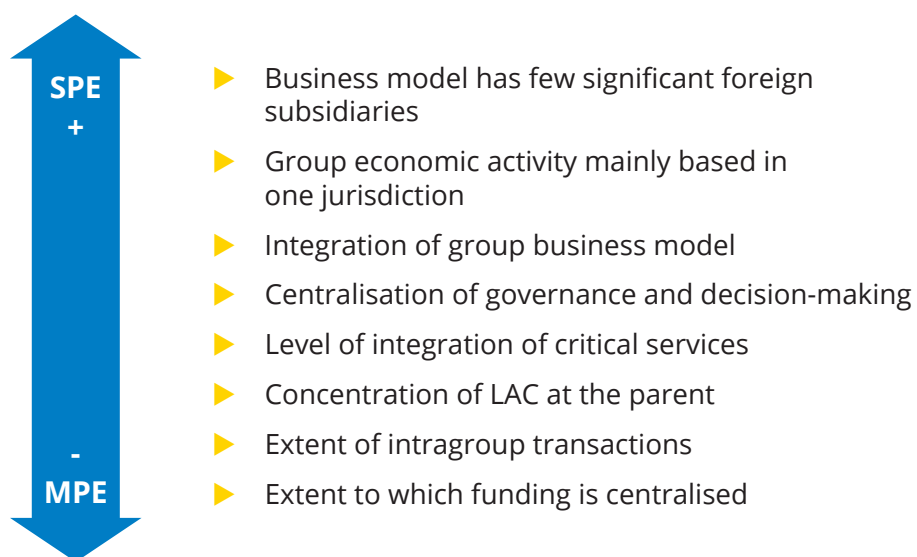 SPE
+
Business model has few significant foreign
subsidiaries
Group economic activity mainly based in
one jurisdiction
Integration of group business model
Centralisation of governance and decision-making
Level of integration of critical services
Concentration of LAC at the parent
Extent of intragroup transactions
Extent to which funding is centralised
-
MPE